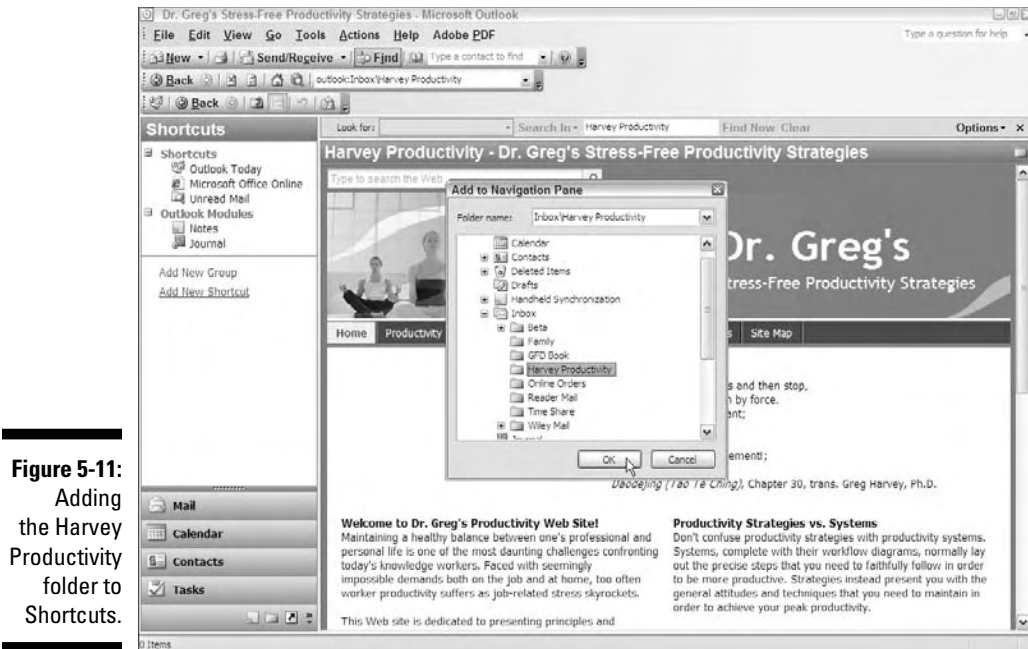 Dr. Greg's Stress-Free Productivity Strategies - Microsoft Outlook
File Edit View Go Tools Actions Help Adobe PDF
Type a question for help
New Send/Receive Find Type a contact to find
Back outlook:Inbox\Harvey Productivity
Back
Shortcuts
Look for: Search In Harvey Productivity Find Now Clear Options
Shortcuts
Outlook Today
Microsoft Office Online
Unread Mail
Outlook Modules
Notes
Journal
Add New Group
Add New Shortcut
Harvey Productivity - Dr. Greg's Stress-Free Productivity Strategies
Type to search the Web
Dr. Greg's
tress-Free Productivity Strategies
Home Productivity s Site Map
Add to Navigation Pane
Folder name: Inbox\Harvey Productivity
Calendar
Contacts
Deleted Items
Drafts
Handheld Synchronization
Inbox
Beta
Family
GFD Book
Harvey Productivity
Online Orders
Reader Mail
Time Share
Wiley Mail
Journal
OK Cancel
s and then stop,
n by force.
ant;
ementi;
Daodejing (Tao Te Ching), Chapter 30, trans. Greg Harvey, Ph.D.
Welcome to Dr. Greg's Productivity Web Site!
Maintaining a healthy balance between one's professional and
personal life is one of the most daunting challenges confronting
today's knowledge workers. Faced with seemingly
impossible demands both on the job and at home, too often
worker productivity suffers as job-related stress skyrockets.
This Web site is dedicated to presenting principles and
Productivity Strategies vs. Systems
Don't confuse productivity strategies with productivity systems.
Systems, complete with their workflow diagrams, normally lay
out the precise steps that you need to faithfully follow in order
to be more productive. Strategies instead present you with the
general attitudes and techniques that you need to maintain in
order to achieve your peak productivity.
Mail
Calendar
Contacts
Tasks
0 Items
Figure 5-11:
Adding
the Harvey
Productivity
folder to
Shortcuts.